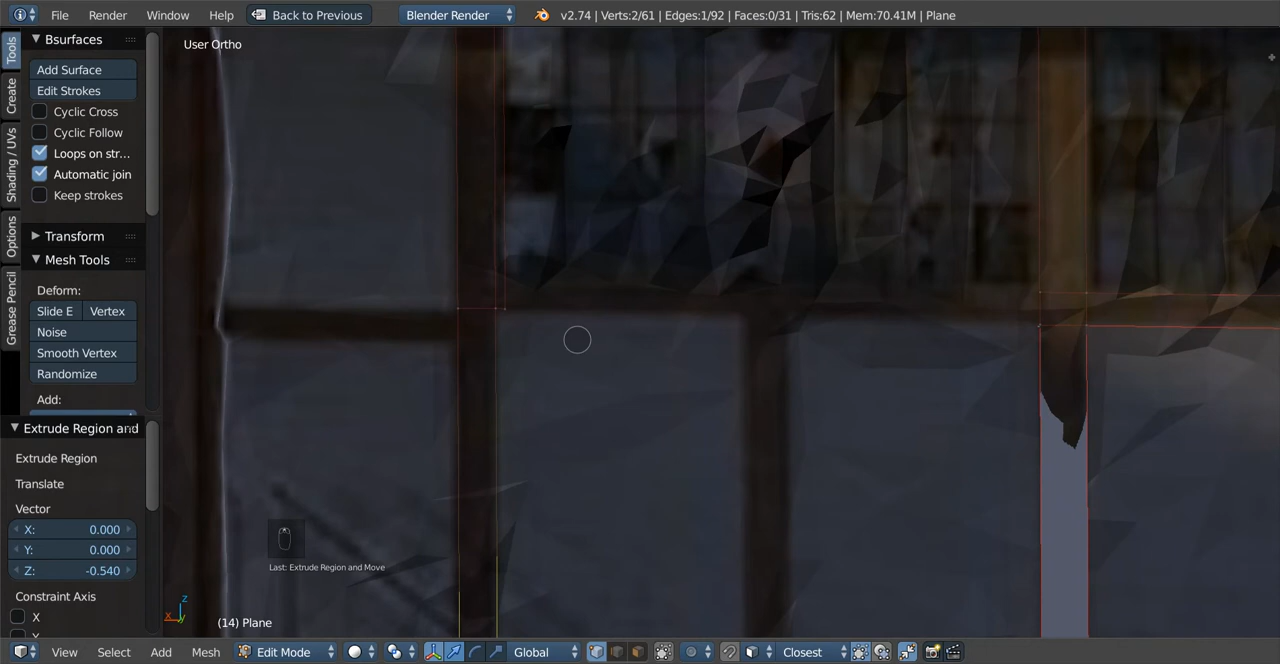 File Render Window Help Back to Previous Blender Render v2.74 | Verts:2/61 | Edges:1/92 | Faces:0/31 | Tris:62 | Mem:70.41M | Plane
Tools
Create
Shading / UVs
Options
Grease Pencil
Bsurfaces
Add Surface
Edit Strokes
Cyclic Cross
Cyclic Follow
Loops on str...
Automatic join
Keep strokes
Transform
Mesh Tools
Deform:
Slide E Vertex
Noise
Smooth Vertex
Randomize
Add:
Extrude Region and
Extrude Region
Translate
Vector
X: 0.000
Y: 0.000
Z: -0.540
Constraint Axis
X
User Ortho
Last: Extrude Region and Move
z
x
y
(14) Plane
View Select Add Mesh Edit Mode Global Closest